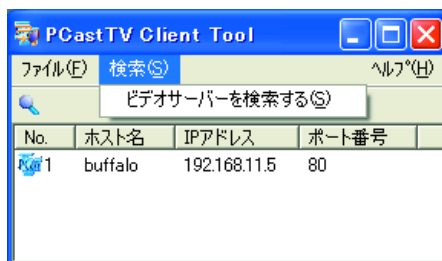 PCastTV Client Tool
ファイル(F) 検索(S) ヘルプ(H)
ビデオサーバーを検索する(S)
No. ホスト名 IPアドレス ポート番号
1 buffalo 192.168.11.5 80